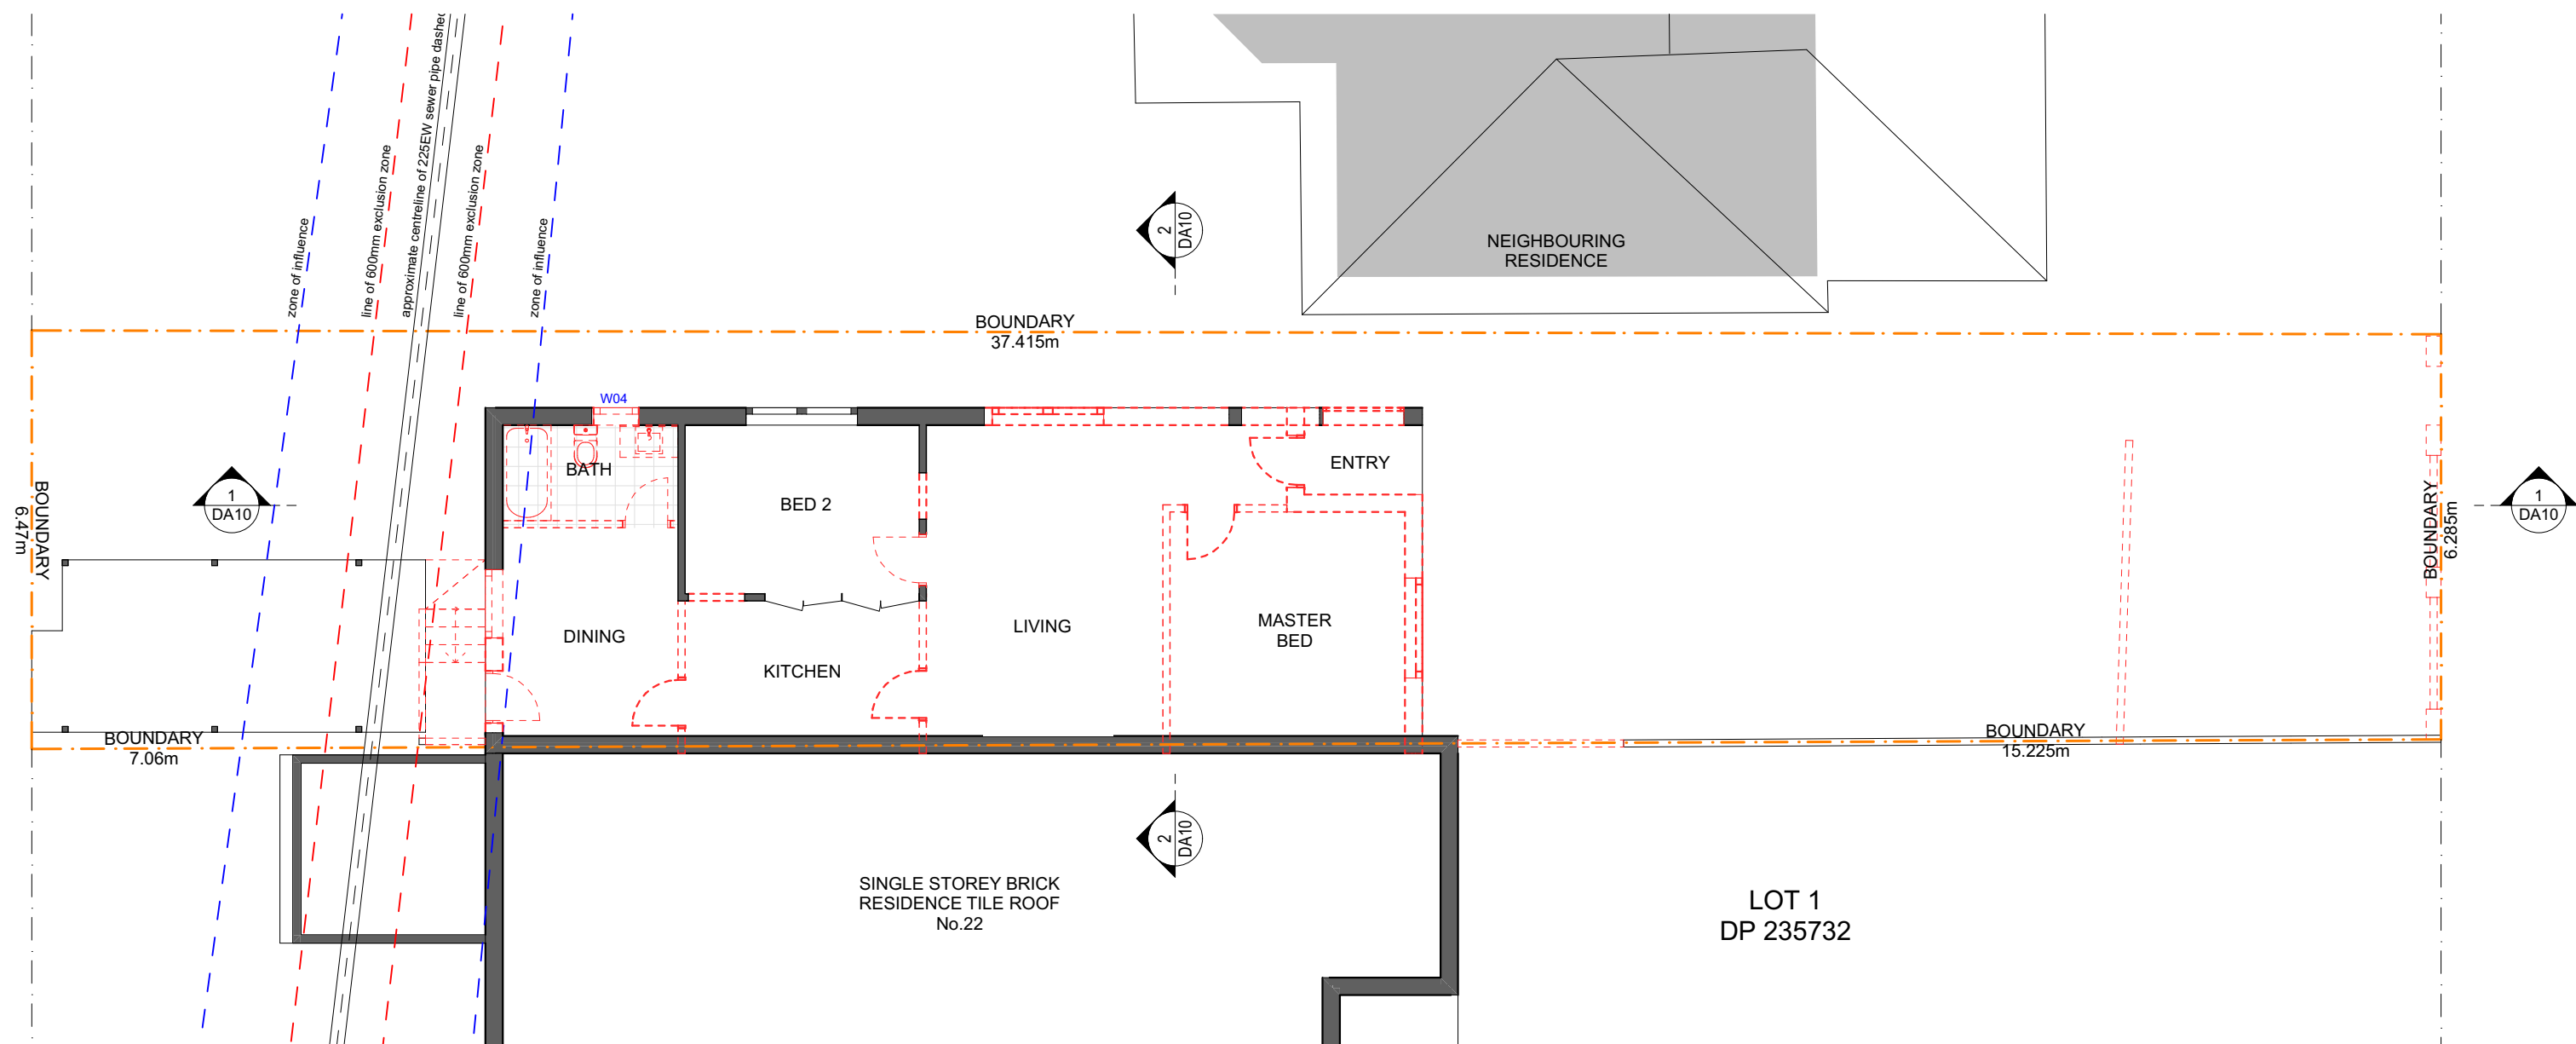 approximate centreline of 225EW sewer pipe dashed
zone of influence
line of 600mm exclusion zone
line of 600mm exclusion zone
zone of influence
2
DA10
NEIGHBOURING
RESIDENCE
BOUNDARY
37.415m
W04
BATH
BED 2
ENTRY
1
DA10
BOUNDARY
6.47m
BOUNDARY
6.285m
1
DA10
DINING
KITCHEN
LIVING
MASTER
BED
BOUNDARY
7.06m
BOUNDARY
15.225m
2
DA10
SINGLE STOREY BRICK
RESIDENCE TILE ROOF
No.22
LOT 1
DP 235732